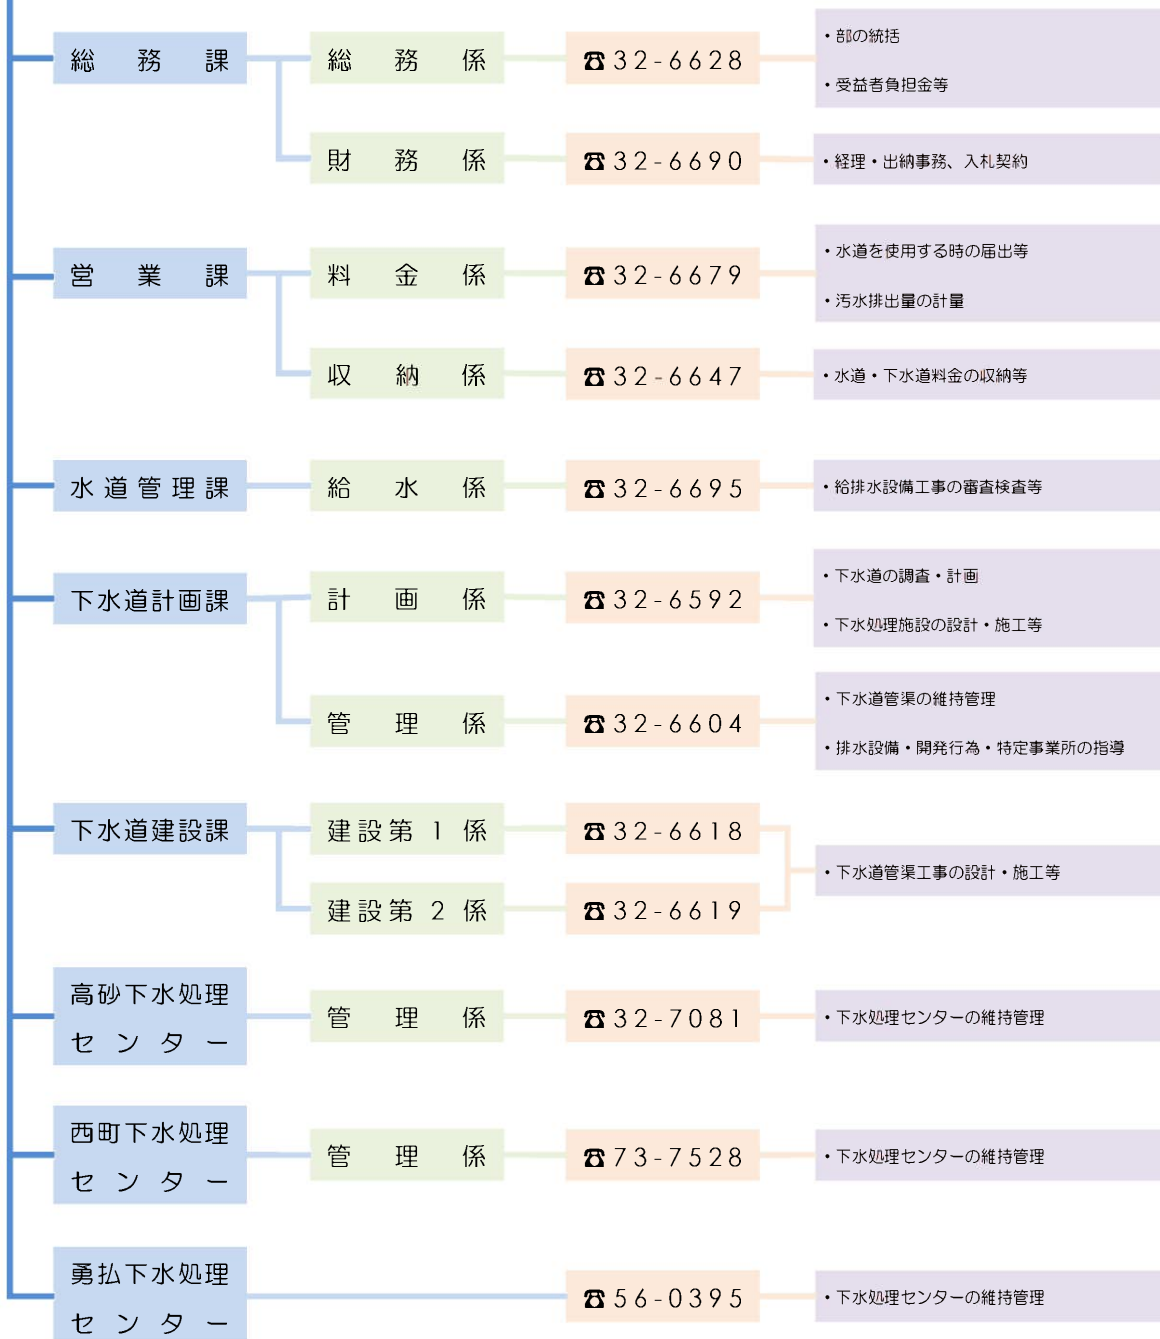 総務課
総務係
☎32-6628
・部の統括
・受益者負担金等
財務係
☎32-6690
・経理・出納事務、入札契約
営業課
料金係
☎32-6679
・水道を使用する時の届出等
・汚水排出量の計量
収納係
☎32-6647
・水道・下水道料金の収納等
水道管理課
給水係
☎32-6695
・給排水設備工事の審査検査等
下水道計画課
計画係
☎32-6592
・下水道の調査・計画
・下水処理施設の設計・施工等
管理係
☎32-6604
・下水道管渠の維持管理
・排水設備・開発行為・特定事業所の指導
下水道建設課
建設第1係
☎32-6618
建設第2係
☎32-6619
・下水道管渠工事の設計・施工等
高砂下水処理
センター
管理係
☎32-7081
・下水処理センターの維持管理
西町下水処理
センター
管理係
☎73-7528
・下水処理センターの維持管理
勇払下水処理
センター
☎56-0395
・下水処理センターの維持管理